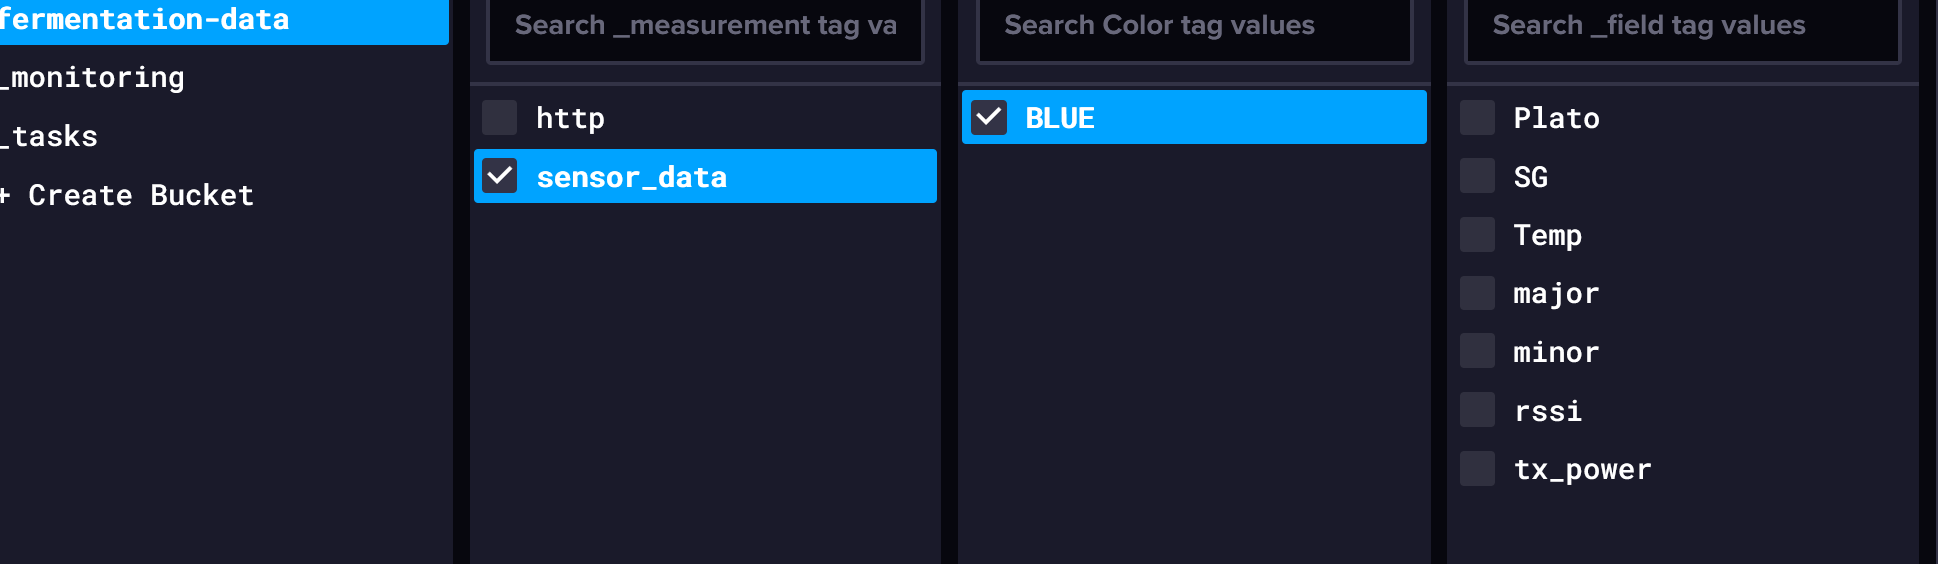 fermentation-data
_monitoring
_tasks
+ Create Bucket
Search _measurement tag va
http
sensor_data
Search Color tag values
BLUE
Search _field tag values
Plato
SG
Temp
major
minor
rssi
tx_power